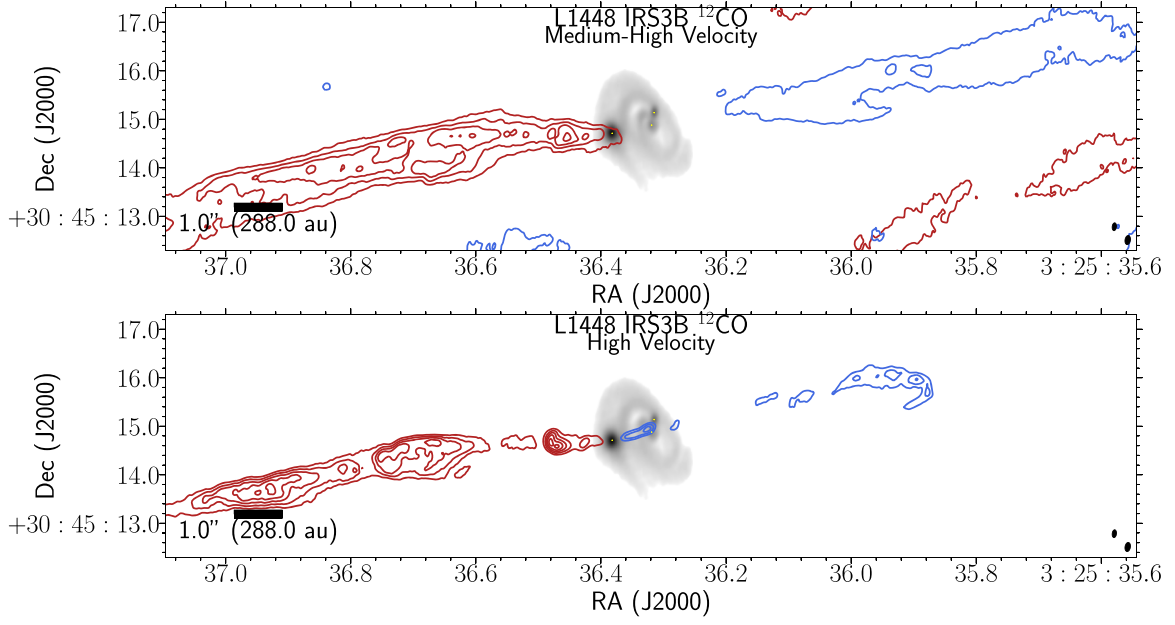 L1448 IRS3B ¹²CO
Medium-High Velocity
17.0
16.0
15.0
14.0
+30 : 45 : 13.0
Dec (J2000)
1.0" (288.0 au)
37.0 36.8 36.6 36.4 36.2 36.0 35.8 3 : 25 : 35.6
RA (J2000)
L1448 IRS3B ¹²CO
High Velocity
17.0
16.0
15.0
14.0
+30 : 45 : 13.0
Dec (J2000)
1.0" (288.0 au)
37.0 36.8 36.6 36.4 36.2 36.0 35.8 3 : 25 : 35.6
RA (J2000)